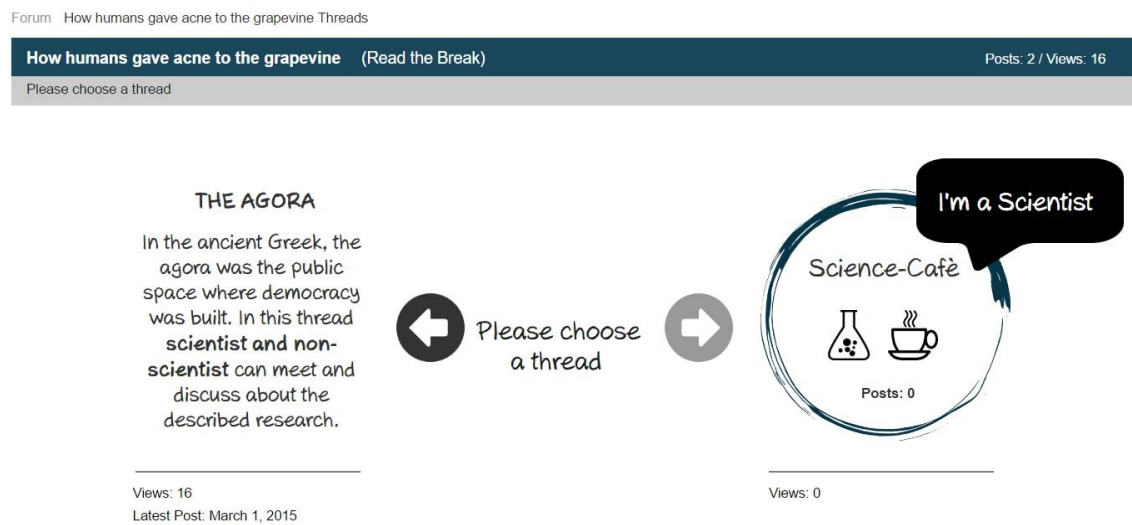 Forum How humans gave acne to the grapevine Threads
How humans gave acne to the grapevine (Read the Break) Posts: 2 / Views: 16
Please choose a thread
THE AGORA
In the ancient Greek, the
agora was the public
space where democracy
was built. In this thread
scientist and non-
scientist can meet and
discuss about the
described research.
Views: 16
Latest Post: March 1, 2015
Please choose
a thread
I'm a Scientist
Science-Cafè
Posts: 0
Views: 0